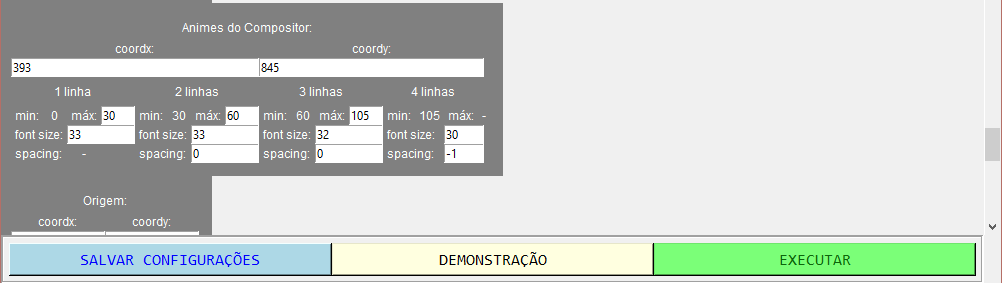 Animes do Compositor:
coordx: coordy:
393 845
1 linha 2 linhas 3 linhas 4 linhas
min: 0 máx: 30 min: 30 máx: 60 min: 60 máx: 105 min: 105 máx: -
font size: 33 font size: 33 font size: 32 font size: 30
spacing: - spacing: 0 spacing: 0 spacing: -1
Origem:
coordx: coordy:
SALVAR CONFIGURAÇÕES DEMONSTRAÇÃO EXECUTAR